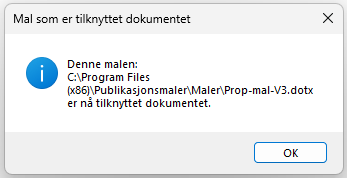 Mal som er tilknyttet dokumentet
Denne malen:
C:\Program Files
(x86)\Publikasjonsmaler\Maler\Prop-mal-V3.dotx
er nå tilknyttet dokumentet.
OK